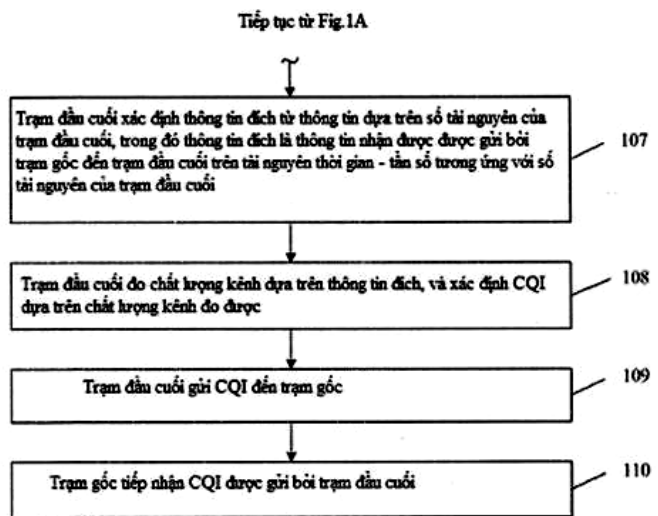 Tiếp tục từ Fig.1A
Trạm đầu cuối xác định thông tin đích từ thông tin dựa trên số tài nguyên của
trạm đầu cuối, trong đó thông tin đích là thông tin nhận được được gửi bởi
trạm gốc đến trạm đầu cuối trên tài nguyên thời gian - tần số tương ứng với số
tài nguyên của trạm đầu cuối
107
Trạm đầu cuối đo chất lượng kênh dựa trên thông tin đích, và xác định CQI
dựa trên chất lượng kênh đo được
108
Trạm đầu cuối gửi CQI đến trạm gốc
109
Trạm gốc tiếp nhận CQI được gửi bởi trạm đầu cuối
110